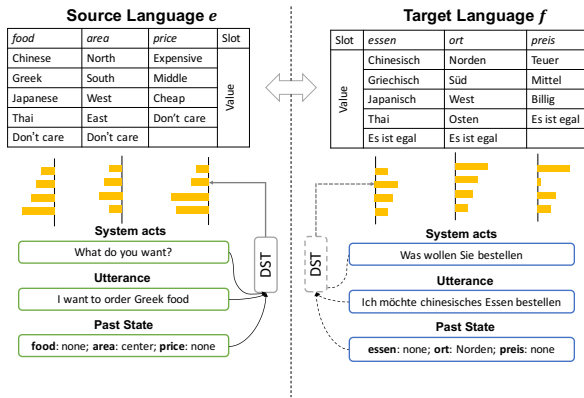 Source Language e
food area price Slot
Chinese North Expensive Value
Greek South Middle
Japanese West Cheap
Thai East Don't care
Don't care Don't care
System acts
What do you want?
Utterance
I want to order Greek food
Past State
food: none; area: center; price: none
DST
Target Language f
Slot essen ort preis
Value Chinesisch Norden Teuer
Griechisch Süd Mittel
Japanisch West Billig
Thai Osten Es ist egal
Es ist egal Es ist egal
System acts
Was wollen Sie bestellen
Utterance
Ich möchte chinesisches Essen bestellen
Past State
essen: none; ort: Norden; preis: none
DST